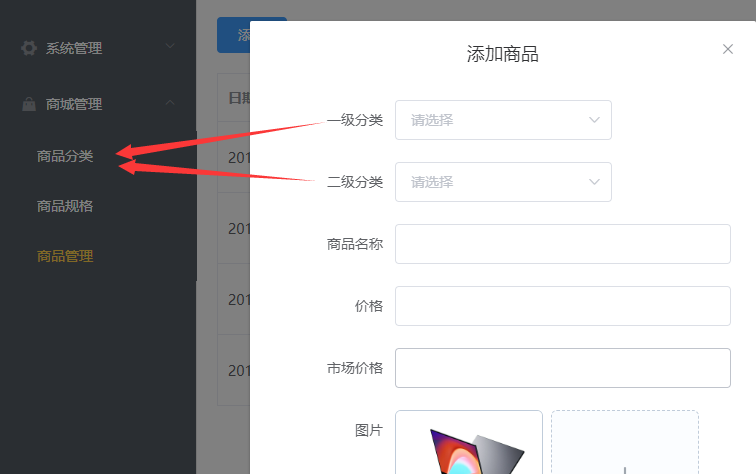 系统管理
商城管理
商品分类
商品规格
商品管理
添
日期
201
201
201
201
添加商品
一级分类
请选择
二级分类
请选择
商品名称
价格
市场价格
图片